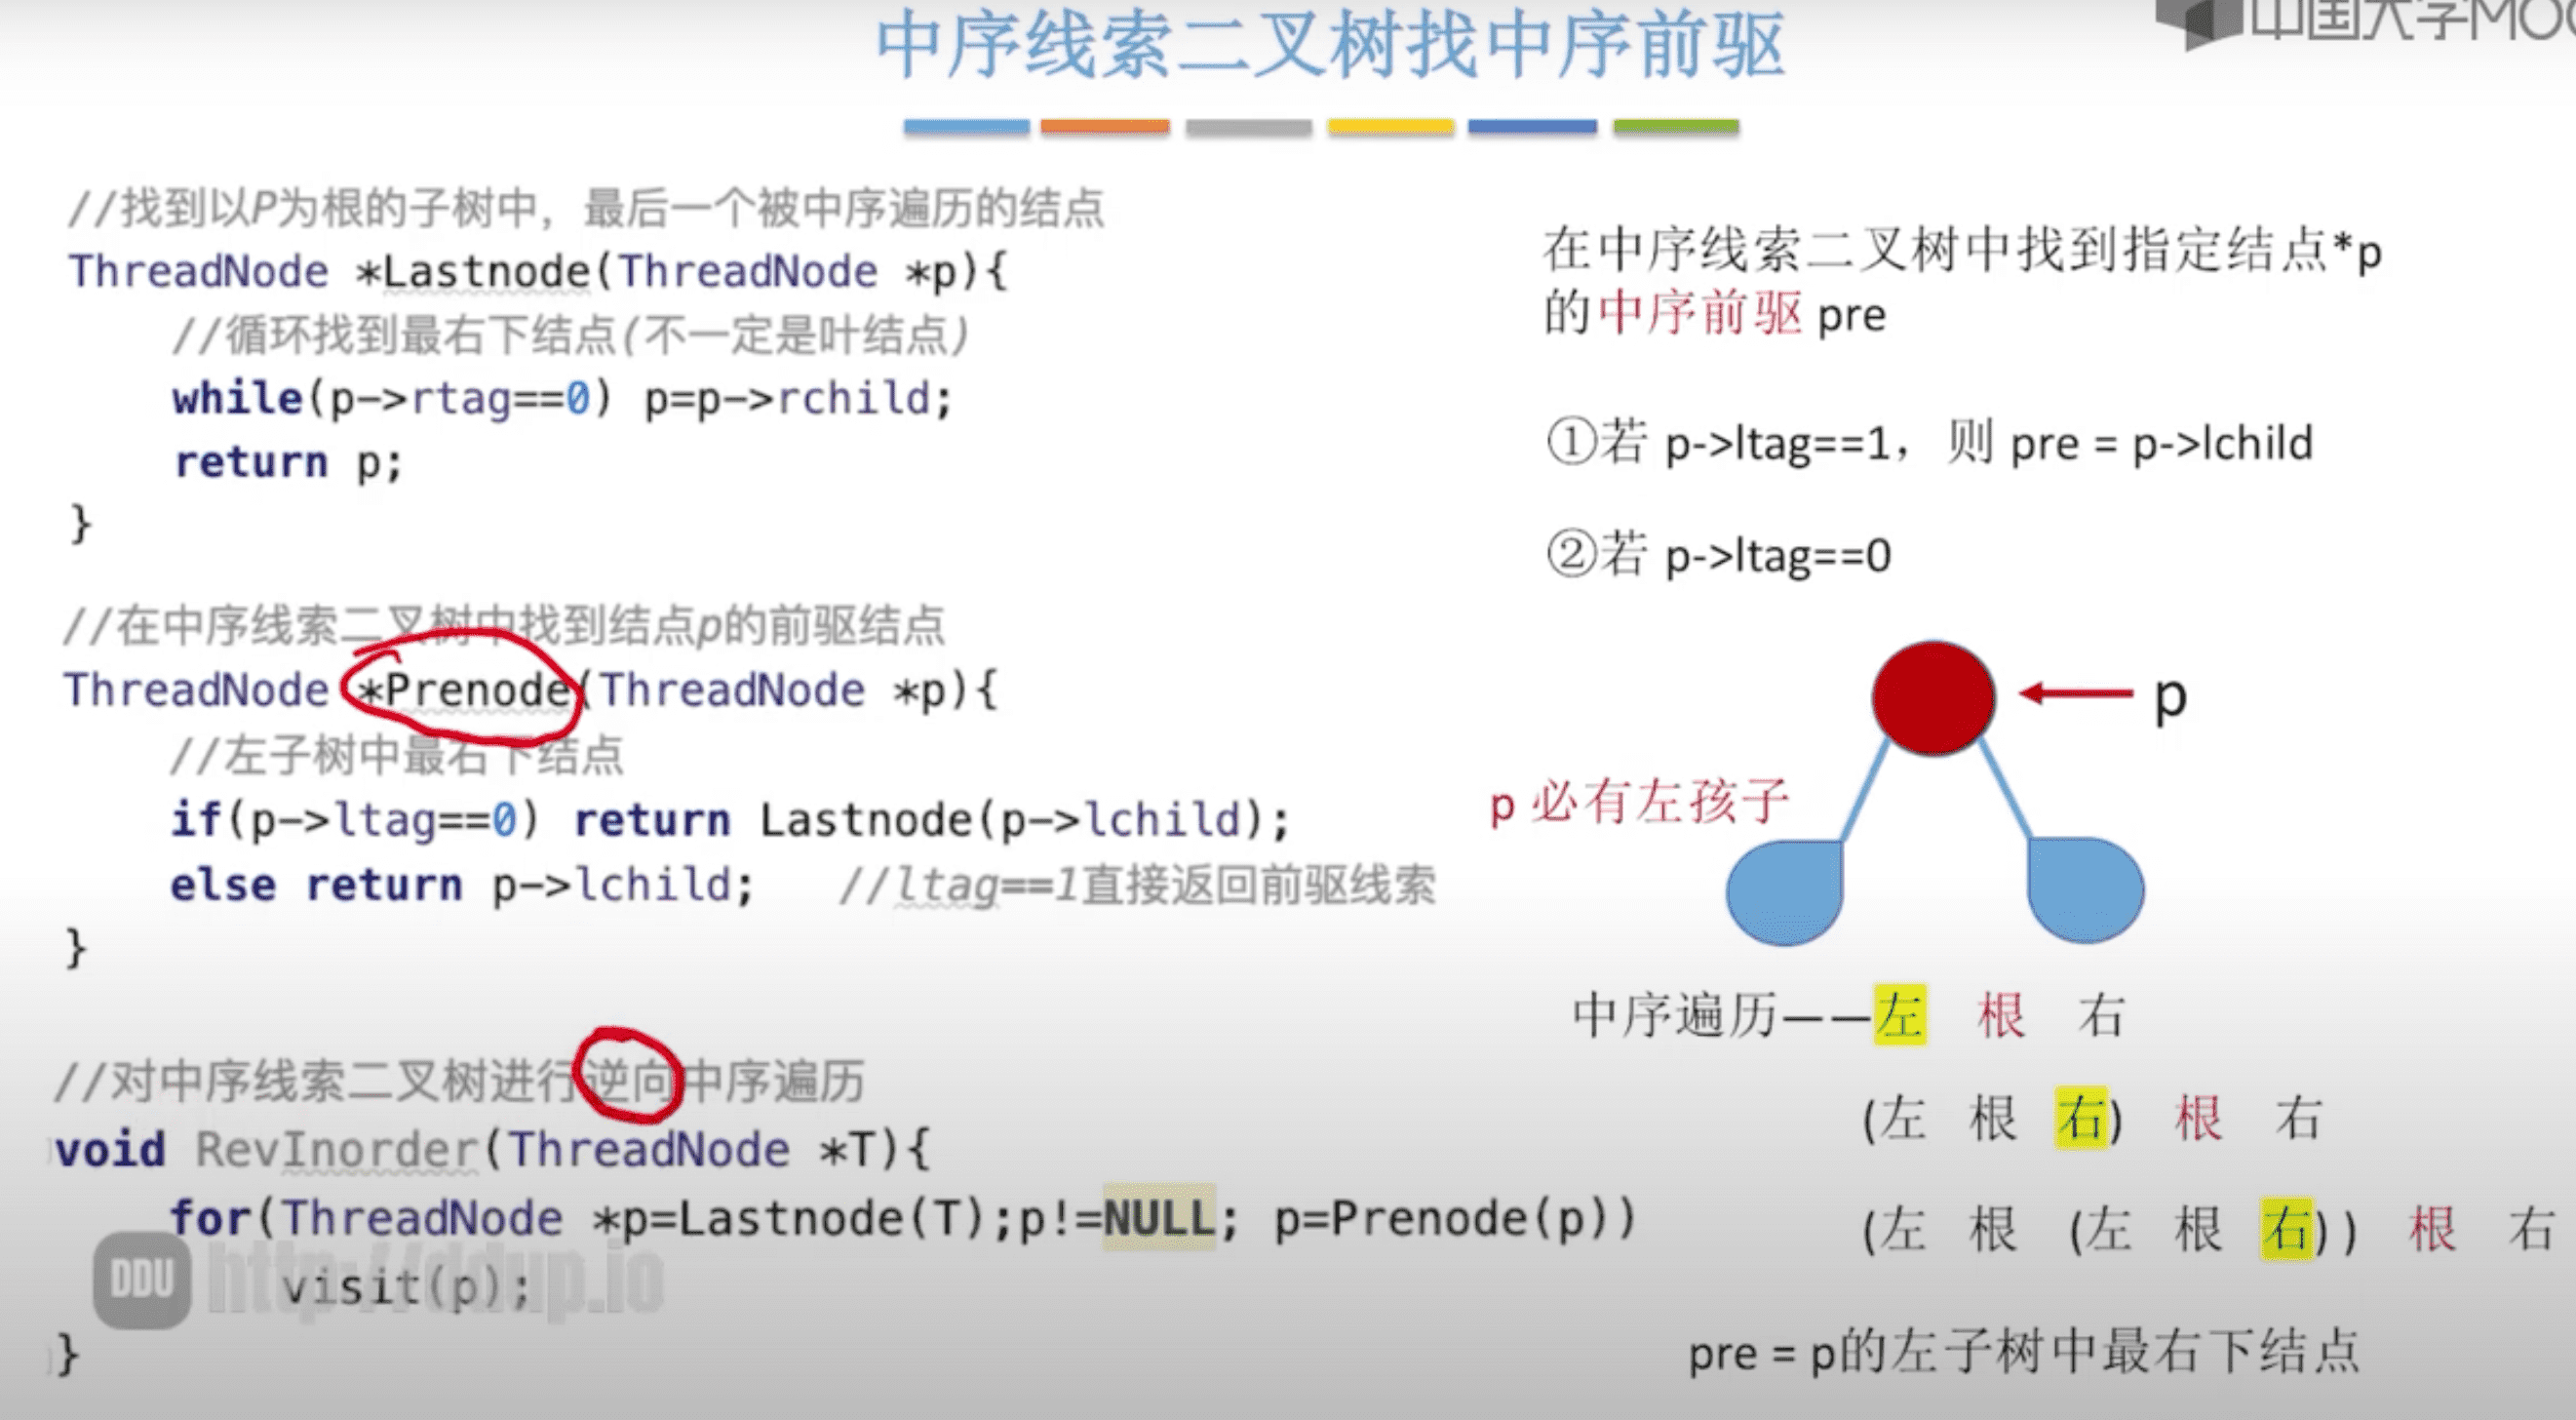 中序线索二叉树找中序前驱
中国大学MOO
//找到以P为根的子树中，最后一个被中序遍历的结点
ThreadNode *Lastnode(ThreadNode *p){
//循环找到最右下结点(不一定是叶结点)
while(p->rtag==0) p=p->rchild;
return p;
}
//在中序线索二叉树中找到结点p的前驱结点
ThreadNode *Prenode(ThreadNode *p){
//左子树中最右下结点
if(p->ltag==0) return Lastnode(p->lchild);
else return p->lchild; //ltag==1直接返回前驱线索
}
//对中序线索二叉树进行逆向中序遍历
void RevInorder(ThreadNode *T){
for(ThreadNode *p=Lastnode(T);p!=NULL; p=Prenode(p))
visit(p);
}
DDU http://ddup.io
在中序线索二叉树中找到指定结点*p
的中序前驱 pre
①若 p->ltag==1，则 pre = p->lchild
②若 p->ltag==0
p
p 必有左孩子
中序遍历——左 根 右
(左 根 右) 根 右
(左 根 (左 根 右)) 根 右
pre = p的左子树中最右下结点